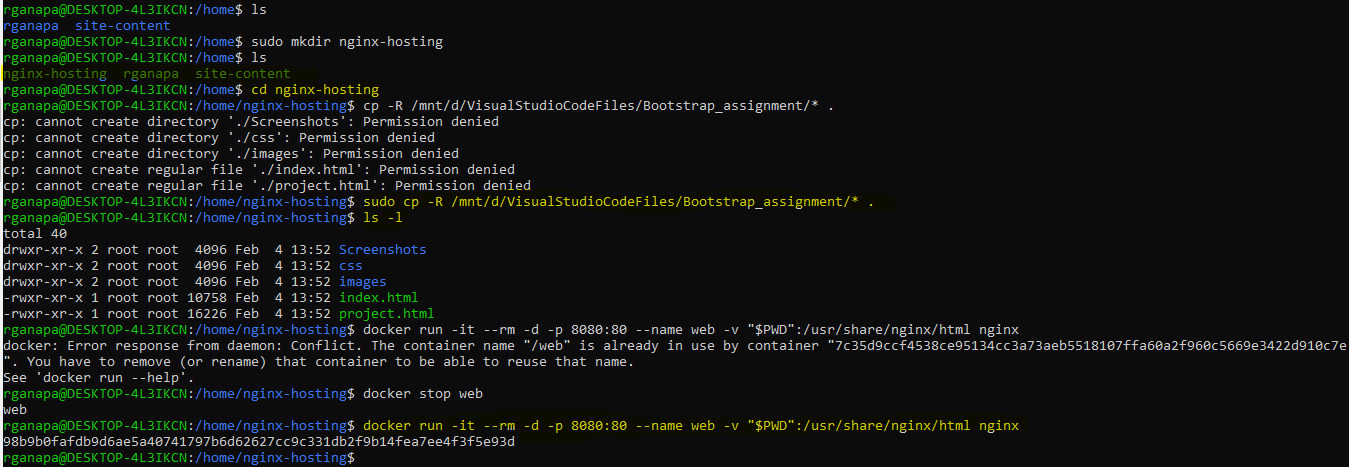 rganapa@DESKTOP-4L3IKCN:/home$ ls
rganapa  site-content
rganapa@DESKTOP-4L3IKCN:/home$ sudo mkdir nginx-hosting
rganapa@DESKTOP-4L3IKCN:/home$ ls
nginx-hosting  rganapa  site-content
rganapa@DESKTOP-4L3IKCN:/home$ cd nginx-hosting
rganapa@DESKTOP-4L3IKCN:/home/nginx-hosting$ cp -R /mnt/d/VisualStudioCodeFiles/Bootstrap_assignment/* .
cp: cannot create directory './Screenshots': Permission denied
cp: cannot create directory './css': Permission denied
cp: cannot create directory './images': Permission denied
cp: cannot create regular file './index.html': Permission denied
cp: cannot create regular file './project.html': Permission denied
rganapa@DESKTOP-4L3IKCN:/home/nginx-hosting$ sudo cp -R /mnt/d/VisualStudioCodeFiles/Bootstrap_assignment/* .
rganapa@DESKTOP-4L3IKCN:/home/nginx-hosting$ ls -l
total 40
drwxr-xr-x 2 root root  4096 Feb  4 13:52 Screenshots
drwxr-xr-x 2 root root  4096 Feb  4 13:52 css
drwxr-xr-x 2 root root  4096 Feb  4 13:52 images
-rwxr-xr-x 1 root root 10758 Feb  4 13:52 index.html
-rwxr-xr-x 1 root root 16226 Feb  4 13:52 project.html
rganapa@DESKTOP-4L3IKCN:/home/nginx-hosting$ docker run -it --rm -d -p 8080:80 --name web -v "$PWD":/usr/share/nginx/html nginx
docker: Error response from daemon: Conflict. The container name "/web" is already in use by container "7c35d9ccf4538ce95134cc3a73aeb5518107ffa60a2f960c5669e3422d910c7e
". You have to remove (or rename) that container to be able to reuse that name.
See 'docker run --help'.
rganapa@DESKTOP-4L3IKCN:/home/nginx-hosting$ docker stop web
web
rganapa@DESKTOP-4L3IKCN:/home/nginx-hosting$ docker run -it --rm -d -p 8080:80 --name web -v "$PWD":/usr/share/nginx/html nginx
98b9b0fafdb9d6ae5a40741797b6d62627cc9c331db2f9b14fea7ee4f3f5e93d
rganapa@DESKTOP-4L3IKCN:/home/nginx-hosting$